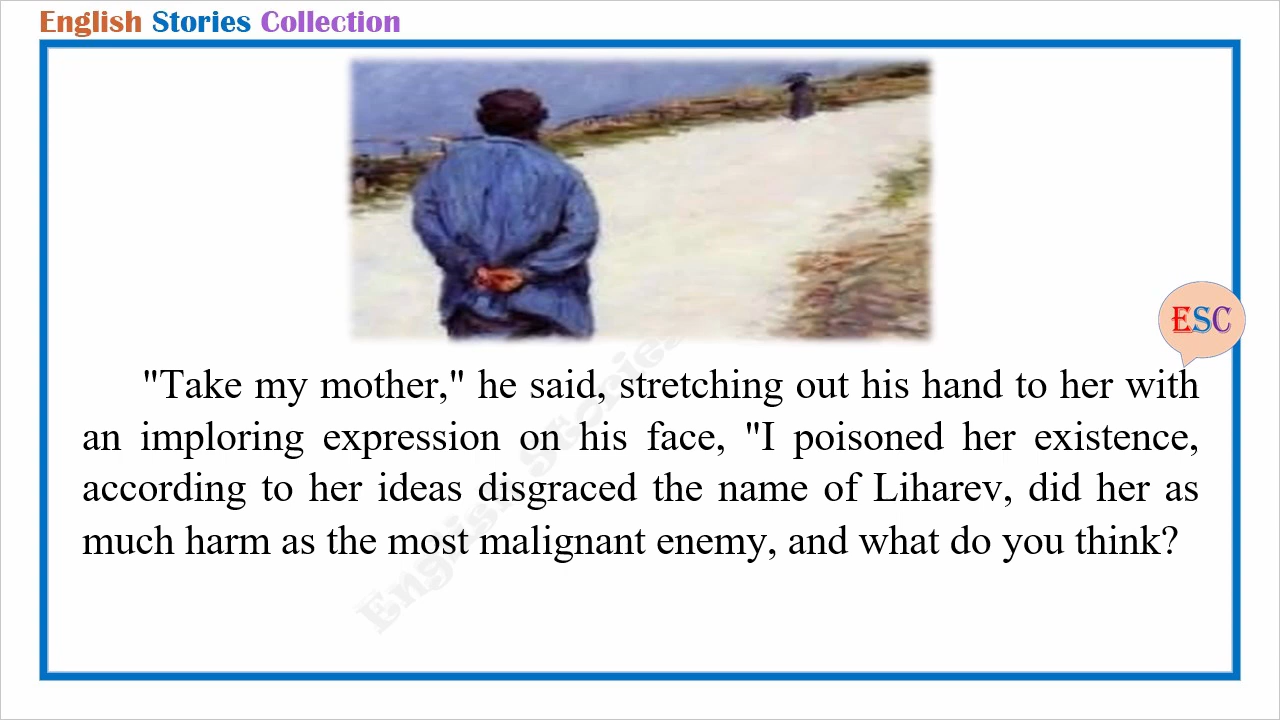 English Stories Collection
ESC
"Take my mother," he said, stretching out his hand to her with
an imploring expression on his face, "I poisoned her existence,
according to her ideas disgraced the name of Liharev, did her as
much harm as the most malignant enemy, and what do you think?
English Stories